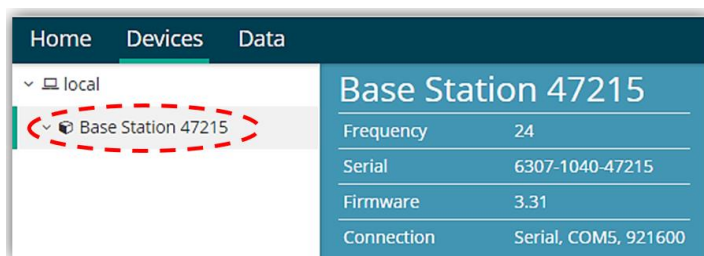 Home Devices Data
local
Base Station 47215
Base Station 47215
Frequency 24
Serial 6307-1040-47215
Firmware 3.31
Connection Serial, COM5, 921600